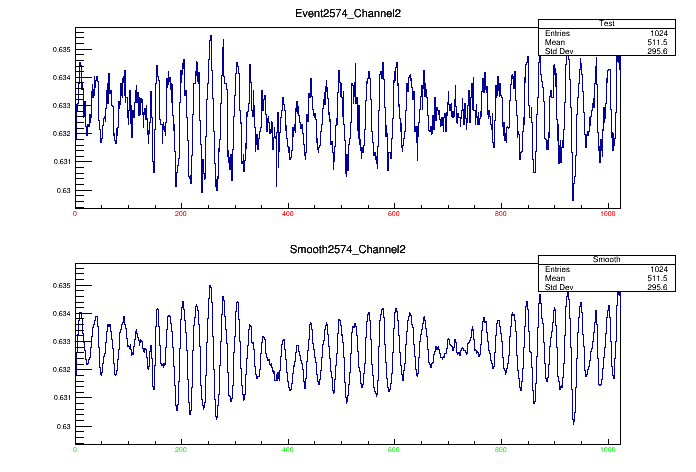 Event2574_Channel2
Test
Entries 1024
Mean 511.5
Std Dev 295.6
0.635
0.634
0.633
0.632
0.631
0.63
0 200 400 600 800 1000
Smooth2574_Channel2
Smooth
Entries 1024
Mean 511.5
Std Dev 295.6
0.635
0.634
0.633
0.632
0.631
0.63
0 200 400 600 800 1000